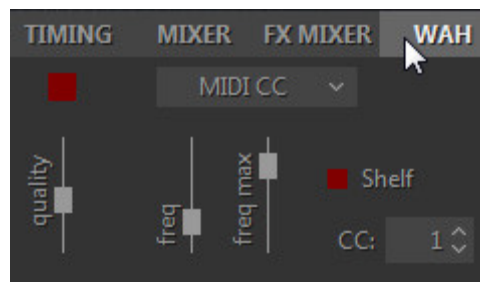 TIMING MIXER FX MIXER WAH
MIDI CC
quality
freq
freq max
Shelf
CC: 1